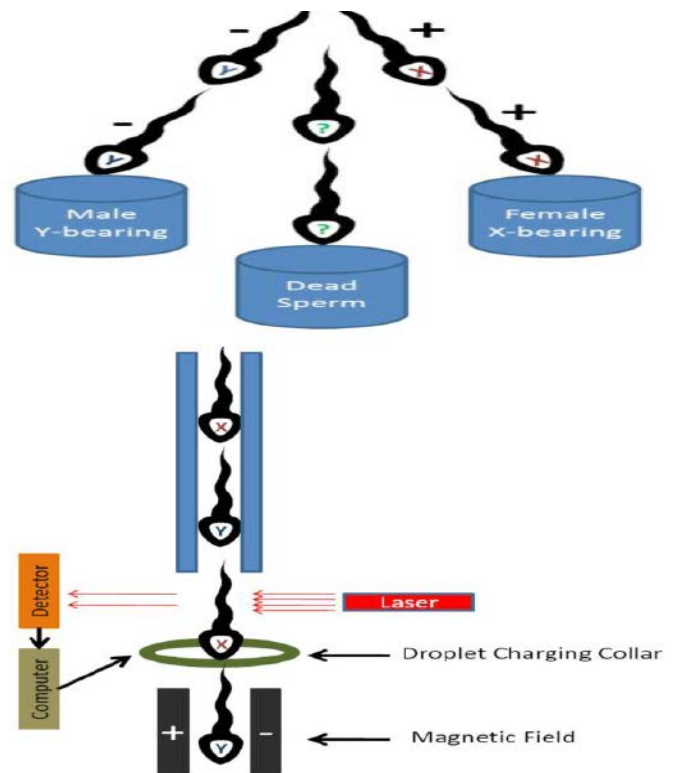 -
+
Y
X
-
?
+
Y
X
Male
Y-bearing
Female
X-bearing
?
Dead
Sperm
X
Y
Detector
Laser
X
Droplet Charging Collar
Computer
+
-
Y
Magnetic Field